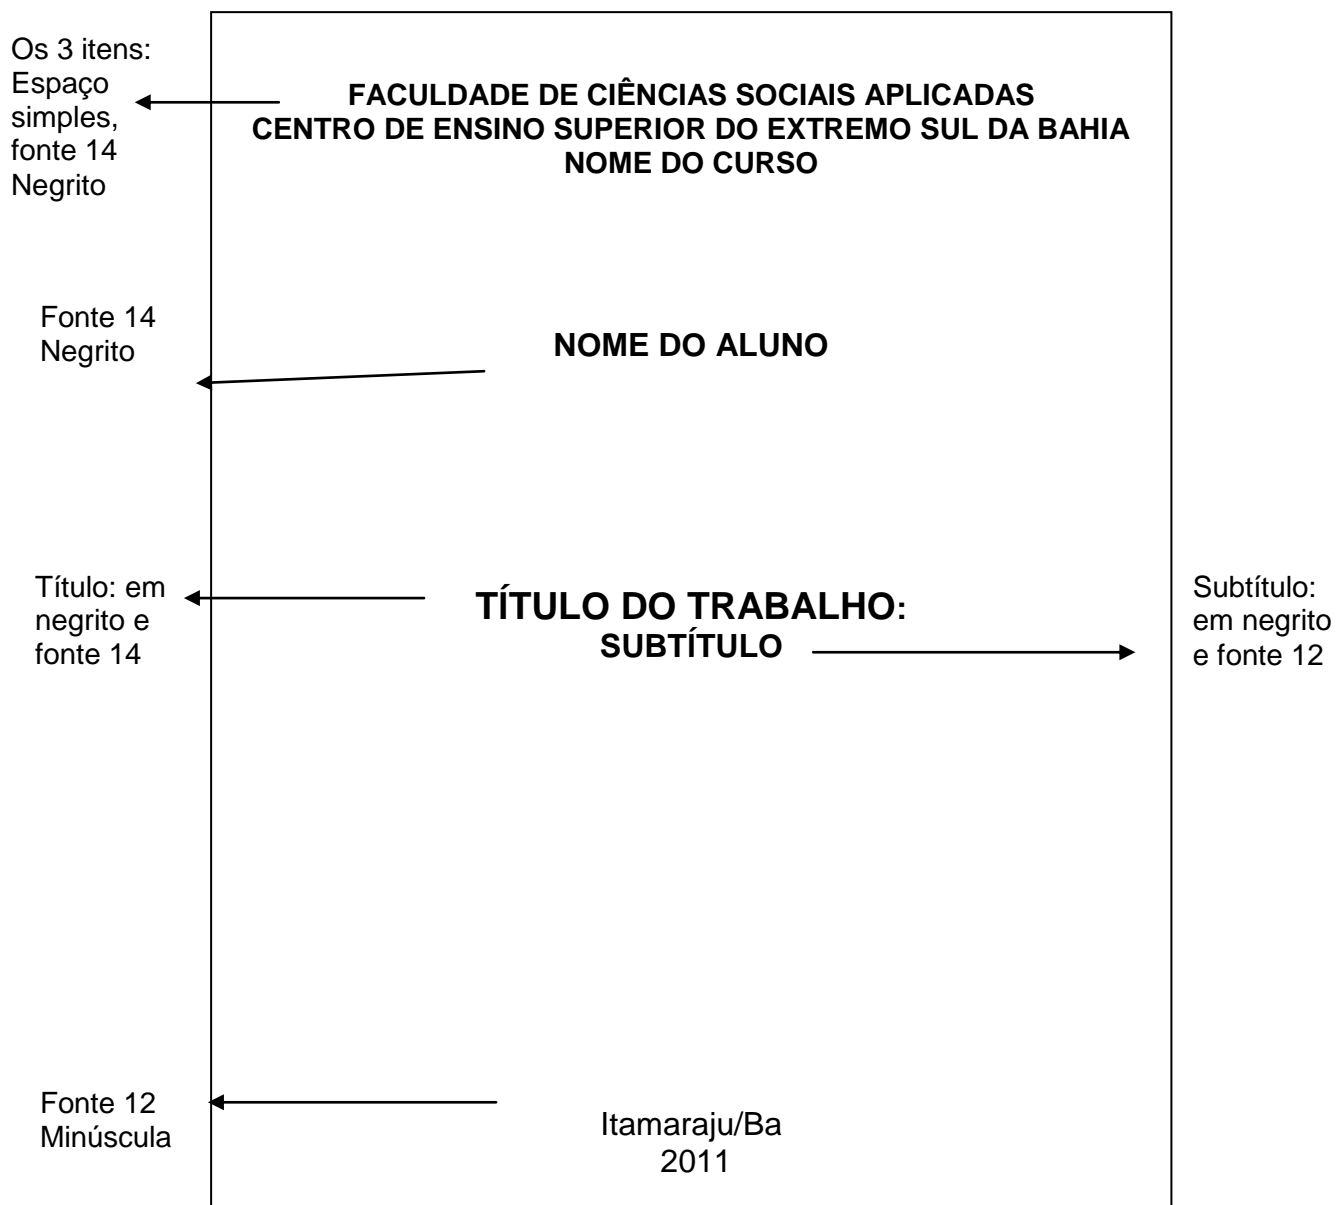 Os 3 itens:
Espaço
simples,
fonte 14
Negrito
FACULDADE DE CIÊNCIAS SOCIAIS APLICADAS
CENTRO DE ENSINO SUPERIOR DO EXTREMO SUL DA BAHIA
NOME DO CURSO
Fonte 14
Negrito
NOME DO ALUNO
Título: em
negrito e
fonte 14
TÍTULO DO TRABALHO:
SUBTÍTULO
Subtítulo:
em negrito
e fonte 12
Fonte 12
Minúscula
Itamaraju/Ba
2011